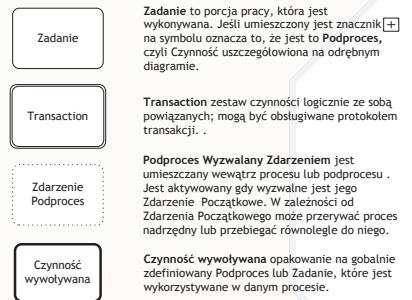 Zadanie
Zadanie to porcja pracy, która jest
wykonywana. Jeśli umieszczony jest znacznik +
na symbolu oznacza to, że jest to Podproces,
czyli Czynność uszczegółowiona na odrębnym
diagramie.
Transaction
Transaction zestaw czynności logicznie ze sobą
powiązanych; mogą być obsługiwane protokołem
transakcji. .
Zdarzenie
Podproces
Podproces Wyzwalany Zdarzeniem jest
umieszczany wewątrz procesu lub podprocesu .
Jest aktywowany gdy wyzwalne jest jego
Zdarzenie Początkowe. W zależności od
Zdarzenia Początkowego może przerywać proces
nadrzędny lub przebiegać równolegle do niego.
Czynność
wywoływana
Czynność wywoływana opakowanie na gobalnie
zdefiniowany Podproces lub Zadanie, które jest
wykorzystywane w danym procesie.